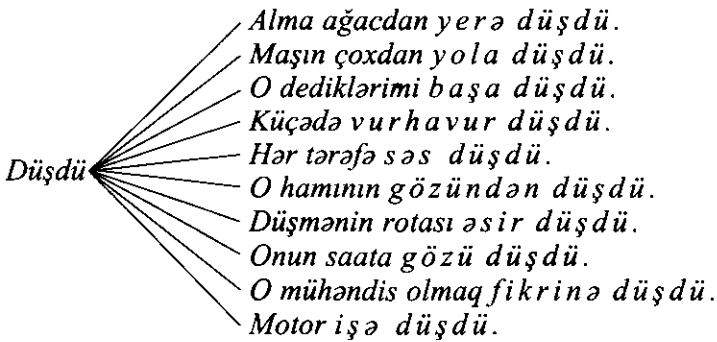 Alma ağacdan yerə düşdü.
Maşın çoxdan yola düşdü.
O dediklərimi başa düşdü.
Küçədə vurhavur düşdü.
Hər tərəfə səs düşdü.
Düşdü
O hamının gözündən düşdü.
Düşmənin rotası əsir düşdü.
Onun saata gözü düşdü.
O mühəndis olmaq fikrinə düşdü.
Motor işə düşdü.